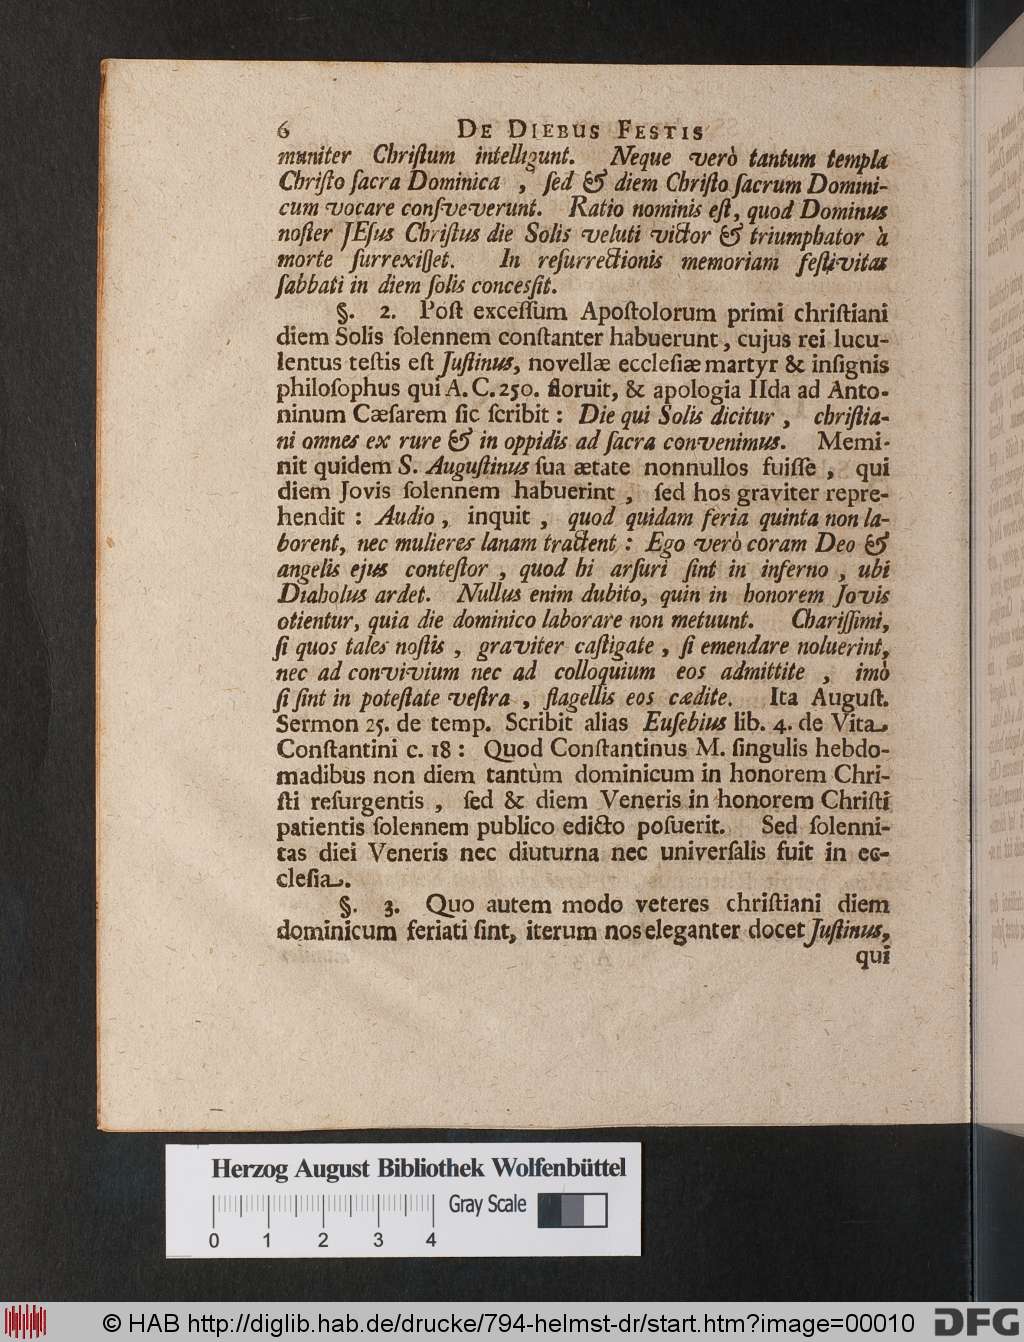 6 DE DIEBUS FESTIS
muniter Chriſtum intelligunt. Neque verò tantum templa
Chriſto ſacra Dominica , ſed & diem Chriſto ſacrum Domini-
cum vocare conſveverunt. Ratio nominis eſt, quod Dominus
noſter JEſus Chriſtus die Solis veluti victor & triumphator à
morte ſurrexiſſet. In reſurrectionis memoriam feſtivitas
ſabbati in diem ſolis concesſit.
§. 2. Poſt exceſſum Apoſtolorum primi chriſtiani
diem Solis ſolennem conſtanter habuerunt, cujus rei lucu-
lentus teſtis eſt Juſtinus, novellæ eccleſiæ martyr & inſignis
philoſophus qui A. C. 250. floruit, & apologia IIda ad Anto-
ninum Cæſarem ſic ſcribit : Die qui Solis dicitur , chriſtia-
ni omnes ex rure & in oppidis ad ſacra convenimus. Memi-
nit quidem S. Auguſtinus ſua ætate nonnullos fuiſſe , qui
diem Jovis ſolennem habuerint , ſed hos graviter repre-
hendit : Audio , inquit , quod quidam feria quinta non la-
borent, nec mulieres lanam tractent : Ego verò coram Deo &
angelis ejus conteſtor , quod hi arſuri ſint in inferno , ubi
Diabolus ardet. Nullus enim dubito, quin in honorem Jovis
otientur, quia die dominico laborare non metuunt. Chariſſimi,
ſi quos tales noſtis , graviter caſtigate , ſi emendare noluerint,
nec ad convivium nec ad colloquium eos admittite , imò
ſi ſint in poteſtate veſtra , flagellis eos cædite. Ita Auguſt.
Sermon 25. de temp. Scribit alias Euſebius lib. 4. de Vita
Conſtantini c. 18 : Quod Conſtantinus M. ſingulis hebdo-
madibus non diem tantùm dominicum in honorem Chri-
ſti reſurgentis , ſed & diem Veneris in honorem Chriſti
patientis ſolennem publico edicto poſuerit. Sed ſolenni-
tas diei Veneris nec diuturna nec univerſalis fuit in ec-
cleſia.
§. 3. Quo autem modo veteres chriſtiani diem
dominicum feriati ſint, iterum nos eleganter docet Juſtinus,
qui
Herzog August Bibliothek Wolfenbüttel
Gray Scale
0 1 2 3 4
© HAB http://diglib.hab.de/drucke/794-helmst-dr/start.htm?image=00010
DFG